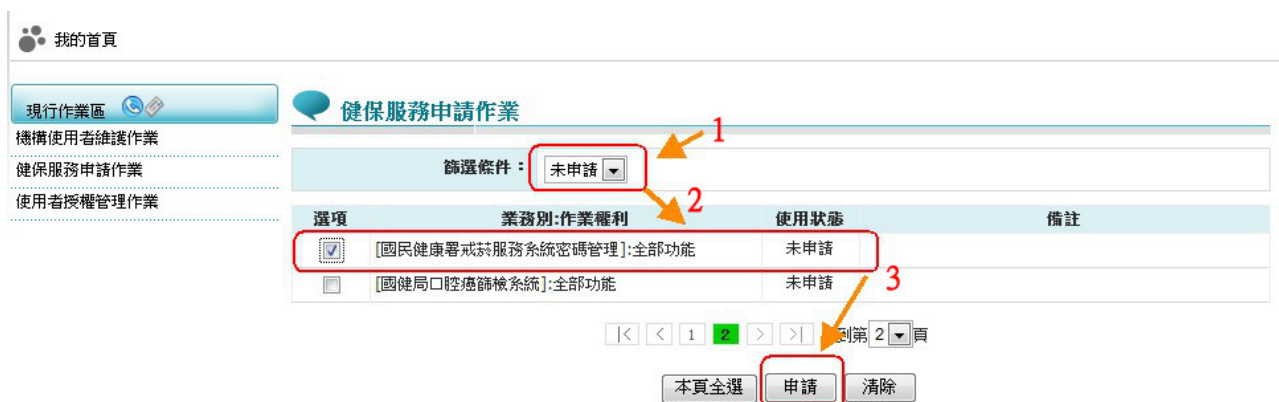 我的首頁
現行作業區
機構使用者維護作業
健保服務申請作業
使用者授權管理作業
健保服務申請作業
1
篩選條件：
未申請
2
選項 業務別:作業權利 使用狀態 備註
[國民健康署戒菸服務系統密碼管理]:全部功能 未申請
[國健局口腔癌篩檢系統]:全部功能 未申請
3
|< < 1 2 > >| 到第 2 頁
本頁全選 申請 清除